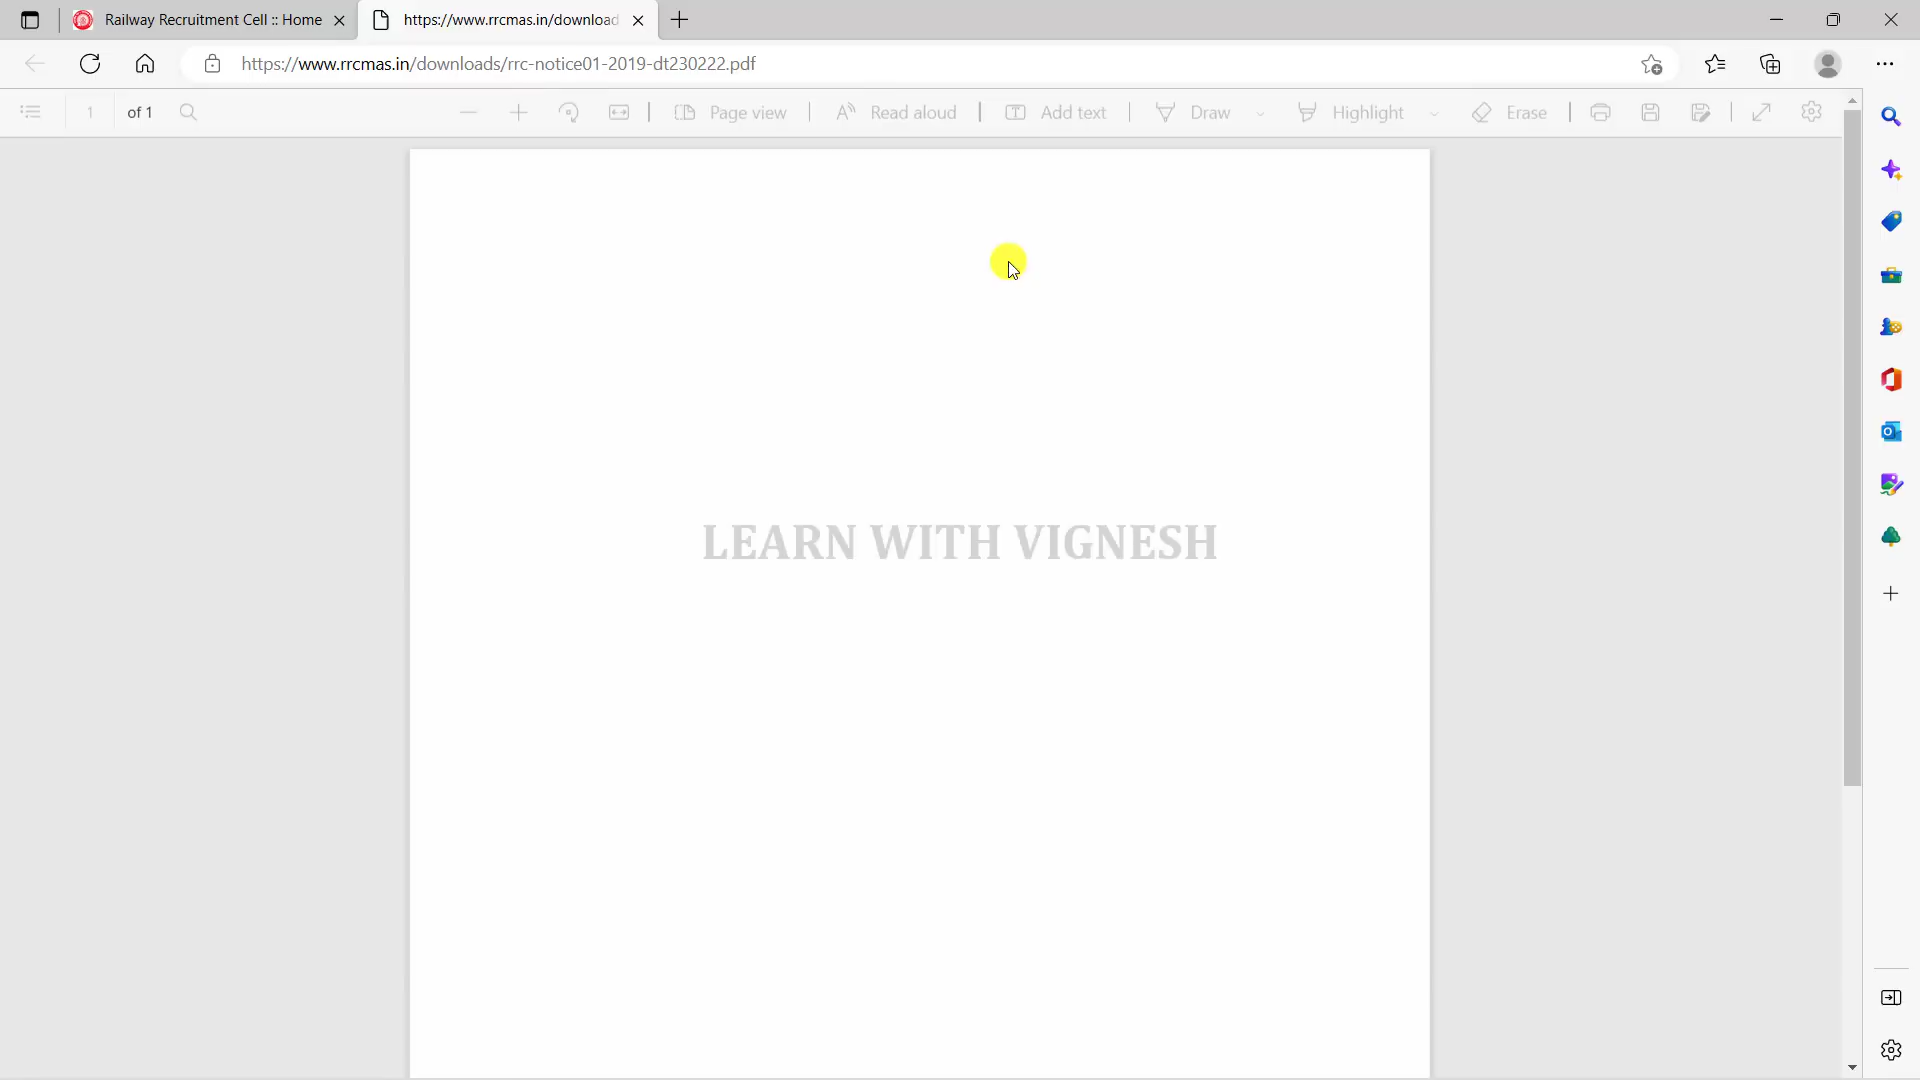 Railway Recruitment Cell :: Home
https://www.rrcmas.in/download
https://www.rrcmas.in/downloads/rrc-notice01-2019-dt230222.pdf
1 of 1 Page view Read aloud Add text Draw Highlight Erase
LEARN WITH VIGNESH